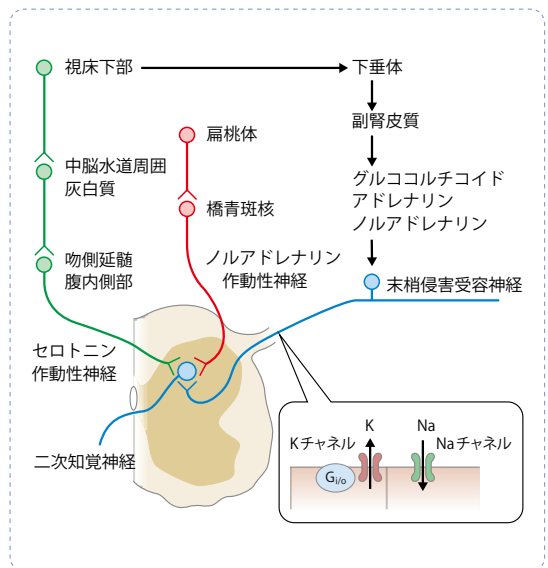 視床下部
下垂体
副腎皮質
扁桃体
中脳水道周囲
灰白質
グルココルチコイド
アドレナリン
ノルアドレナリン
橋青斑核
吻側延髄
腹内側部
ノルアドレナリン
作動性神経
末梢侵害受容神経
セロトニン
作動性神経
二次知覚神経
K
Na
Kチャネル
Naチャネル
Gi/o